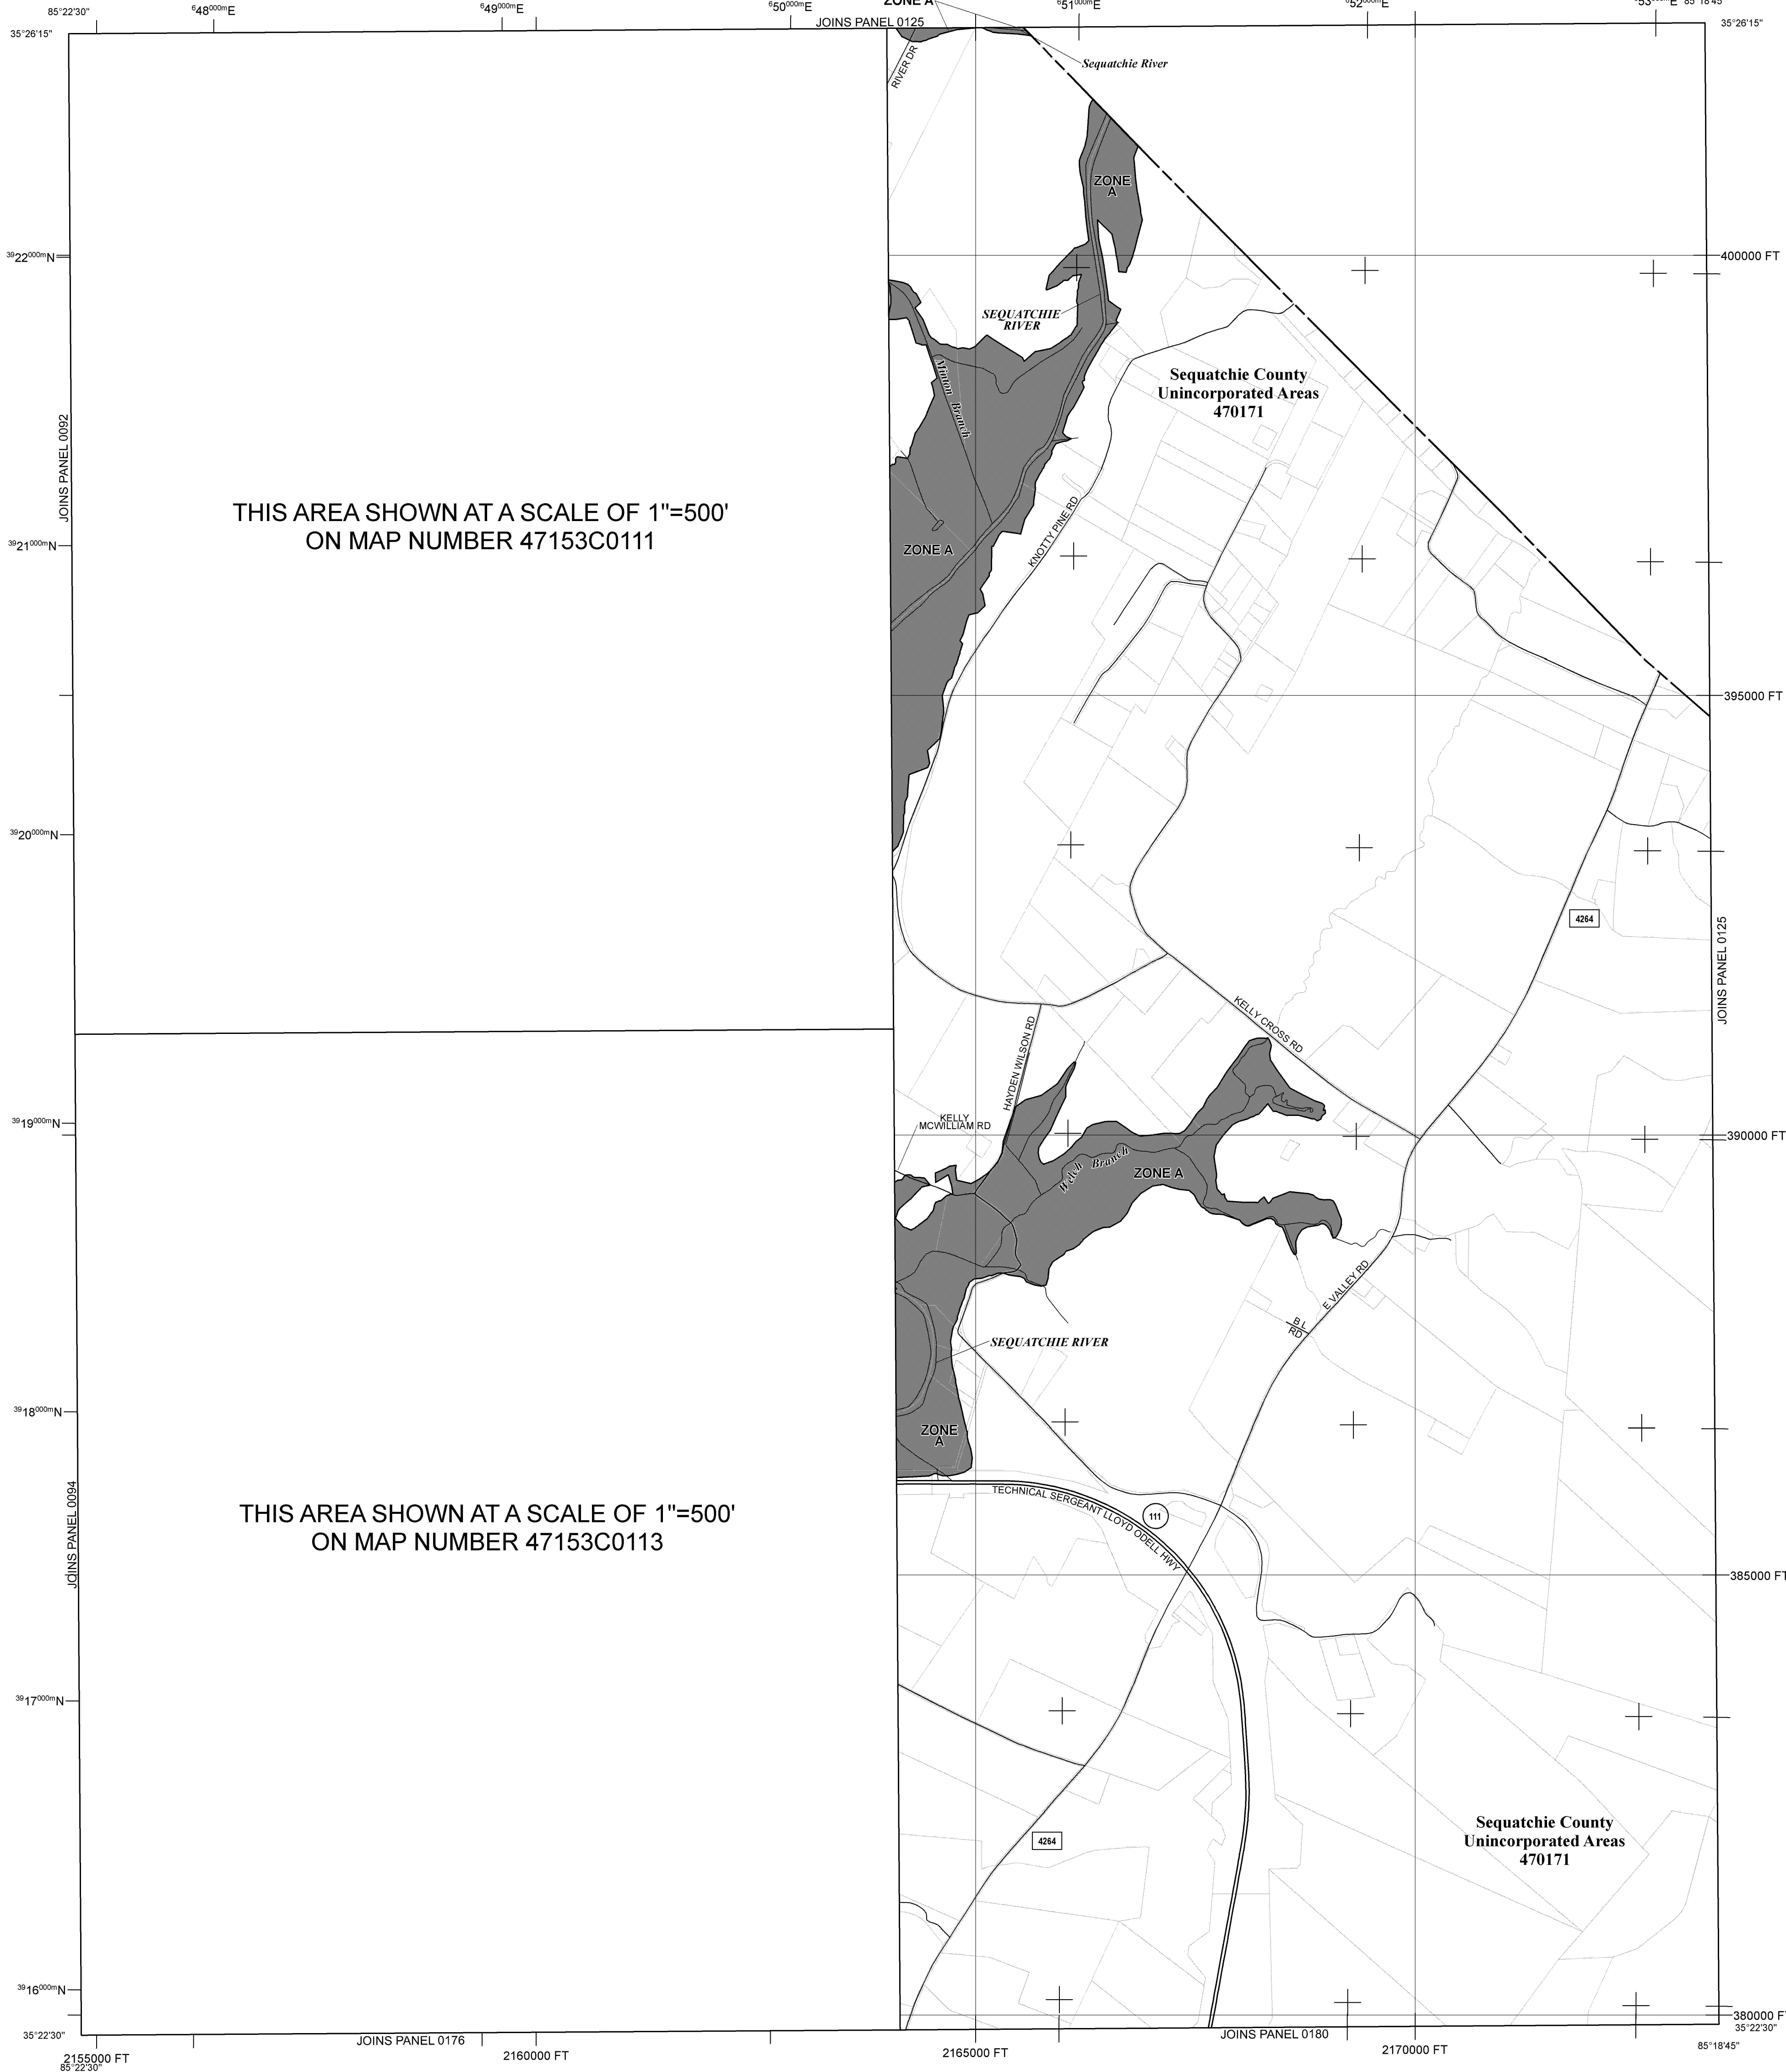 85°22'30"
⁶48⁰⁰⁰ᵐE
⁶49⁰⁰⁰ᵐE
⁶50⁰⁰⁰ᵐE
ZONE A
⁶51⁰⁰⁰ᵐE
⁶52⁰⁰⁰ᵐE
⁶53⁰⁰⁰ᵐE
85°18'45"
35°26'15"
JOINS PANEL 0125
35°26'15"
RIVER DR
Sequatchie River
ZONE
A
³⁹22⁰⁰⁰ᵐN
400000 FT
SEQUATCHIE
RIVER
Mimon Branch
Sequatchie County
Unincorporated Areas
470171
JOINS PANEL 0092
THIS AREA SHOWN AT A SCALE OF 1"=500'
ON MAP NUMBER 47153C0111
KNOTTY PINE RD
ZONE A
³⁹21⁰⁰⁰ᵐN
395000 FT
³⁹20⁰⁰⁰ᵐN
4264
JOINS PANEL 0125
KELLY CROSS RD
HAYDEN WILSON RD
KELLY
MCWILLIAM RD
³⁹19⁰⁰⁰ᵐN
390000 FT
Welch Branch
ZONE A
E VALLEY RD
B L
RD
SEQUATCHIE RIVER
³⁹18⁰⁰⁰ᵐN
ZONE
A
JOINS PANEL 0094
THIS AREA SHOWN AT A SCALE OF 1"=500'
ON MAP NUMBER 47153C0113
TECHNICAL SERGEANT LLOYD ODELL HWY
111
385000 FT
³⁹17⁰⁰⁰ᵐN
4264
Sequatchie County
Unincorporated Areas
470171
³⁹16⁰⁰⁰ᵐN
380000 F
35°22'30"
35°22'30"
JOINS PANEL 0176
JOINS PANEL 0180
2155000 FT
85°22'30"
2160000 FT
2165000 FT
2170000 FT
85°18'45"